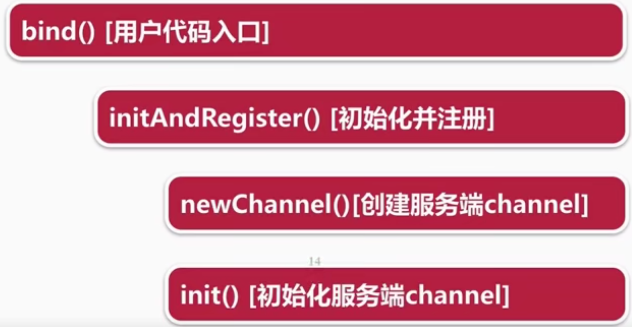 bind() [用户代码入口]
initAndRegister() [初始化并注册]
newChannel()[创建服务端channel]
14
init() [初始化服务端channel]